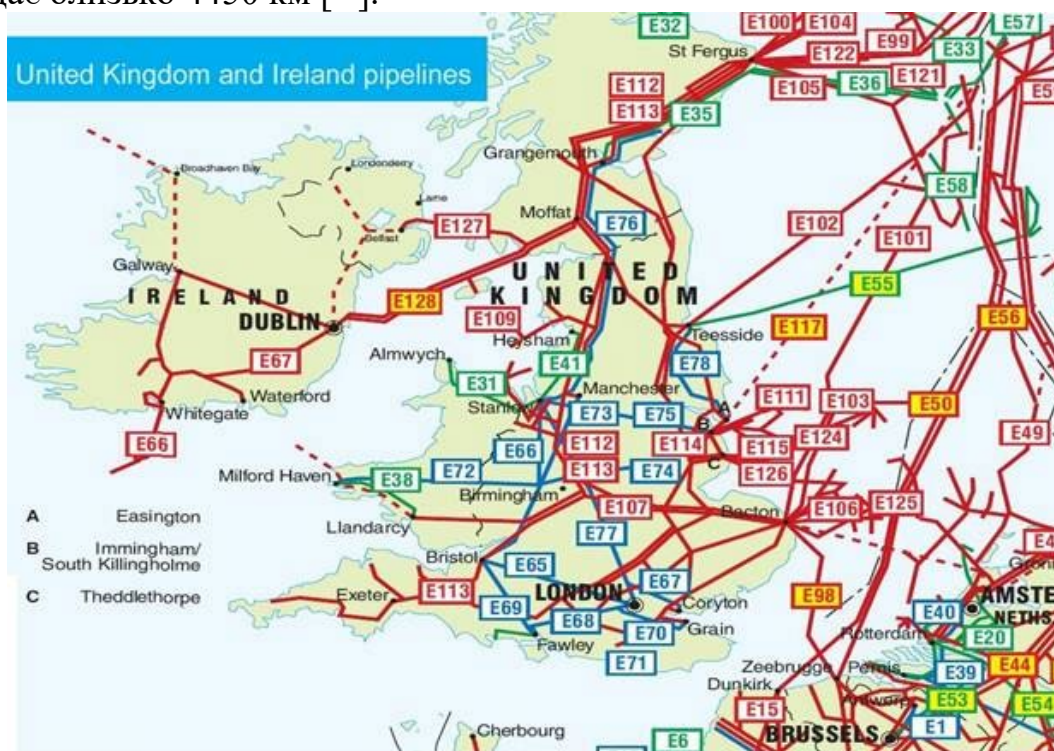 United Kingdom and Ireland pipelines
E32
E100
E104
E57
St Fergus
E122
E99
E33
E121
E112
E105
E36
E113
E35
Grangemouth
Broadhaven Bay
Londonderry
Larne
E58
Moffat
E76
E102
E127
Belfast
E101
Galway
UNITED
KINGDOM
E55
IRELAND
E128
E56
DUBLIN
E109
E117
Heysham
Teesside
Almwych
E67
E41
E78
E31
Manchester
Waterford
A
E111
E103
E50
Whitegate
E73
E75
B
E66
E66
E112
E114
E115
E124
E49
C
E113
E74
E126
Milford Haven
E38
E72
Birmingham
Llandarcy
E107
Bacton
E106
E125
A Easington
B Immingham/
South Killingholme
C Theddlethorpe
E77
Bristol
E65
E67
Exeter
E113
LONDON
E98
E69
Coryton
E40
E68
E70
Grain
Rotterdam
E20
Fawley
E71
Zeebrugge
Pernis
E39
E44
Dunkirk
Antwerp
E53
E54
E15
E1
Cherbourg
E6
BRUSSELS